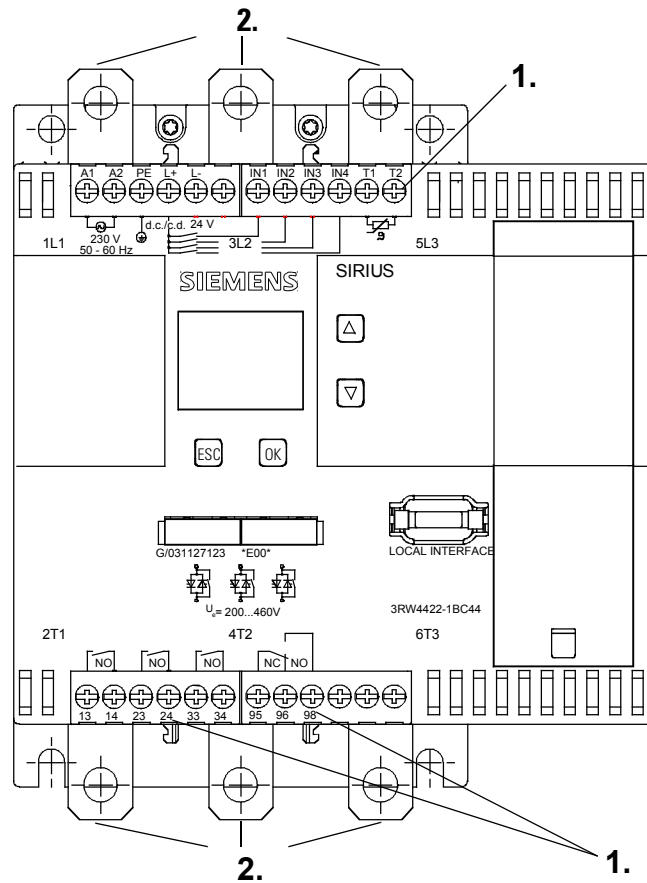 2.
1.
A1 A2 PE L+ L- IN1 IN2 IN3 IN4 T1 T2
d.c./c.d. 24 V
1L1 230 V 3L2 5L3
50 - 60 Hz
SIEMENS SIRIUS
ESC OK
G/031127123 *E00* LOCAL INTERFACE
= 200...460V 3RW4422-1BC44
2T1 4T2 6T3
NO NO NO NC NO
13 14 23 24 33 34 95 96 98
2.
1.